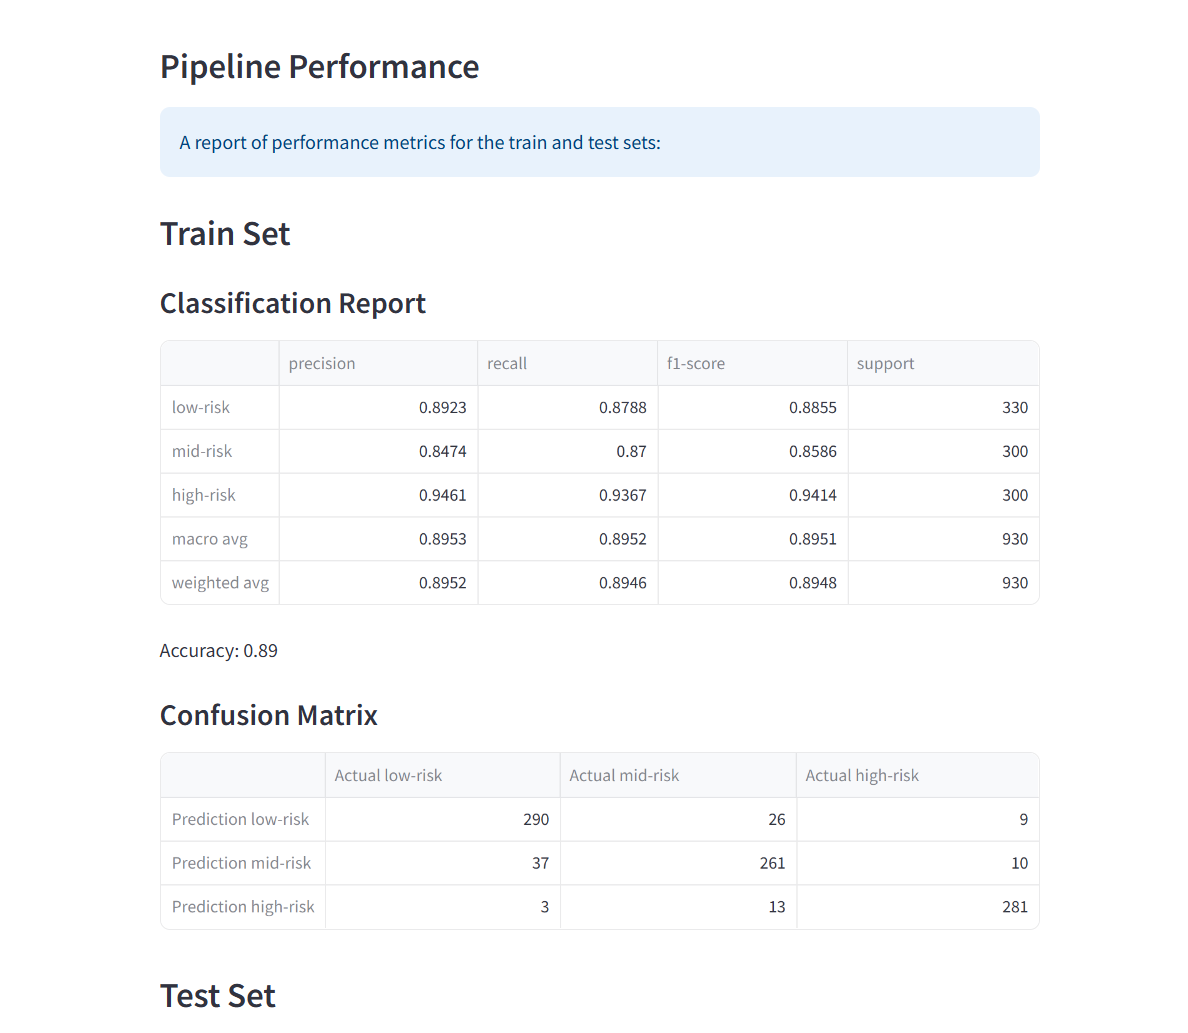 Pipeline Performance
A report of performance metrics for the train and test sets:
Train Set
Classification Report
precision recall f1-score support
low-risk 0.8923 0.8788 0.8855 330
mid-risk 0.8474 0.87 0.8586 300
high-risk 0.9461 0.9367 0.9414 300
macro avg 0.8953 0.8952 0.8951 930
weighted avg 0.8952 0.8946 0.8948 930
Accuracy: 0.89
Confusion Matrix
Actual low-risk Actual mid-risk Actual high-risk
Prediction low-risk 290 26 9
Prediction mid-risk 37 261 10
Prediction high-risk 3 13 281
Test Set